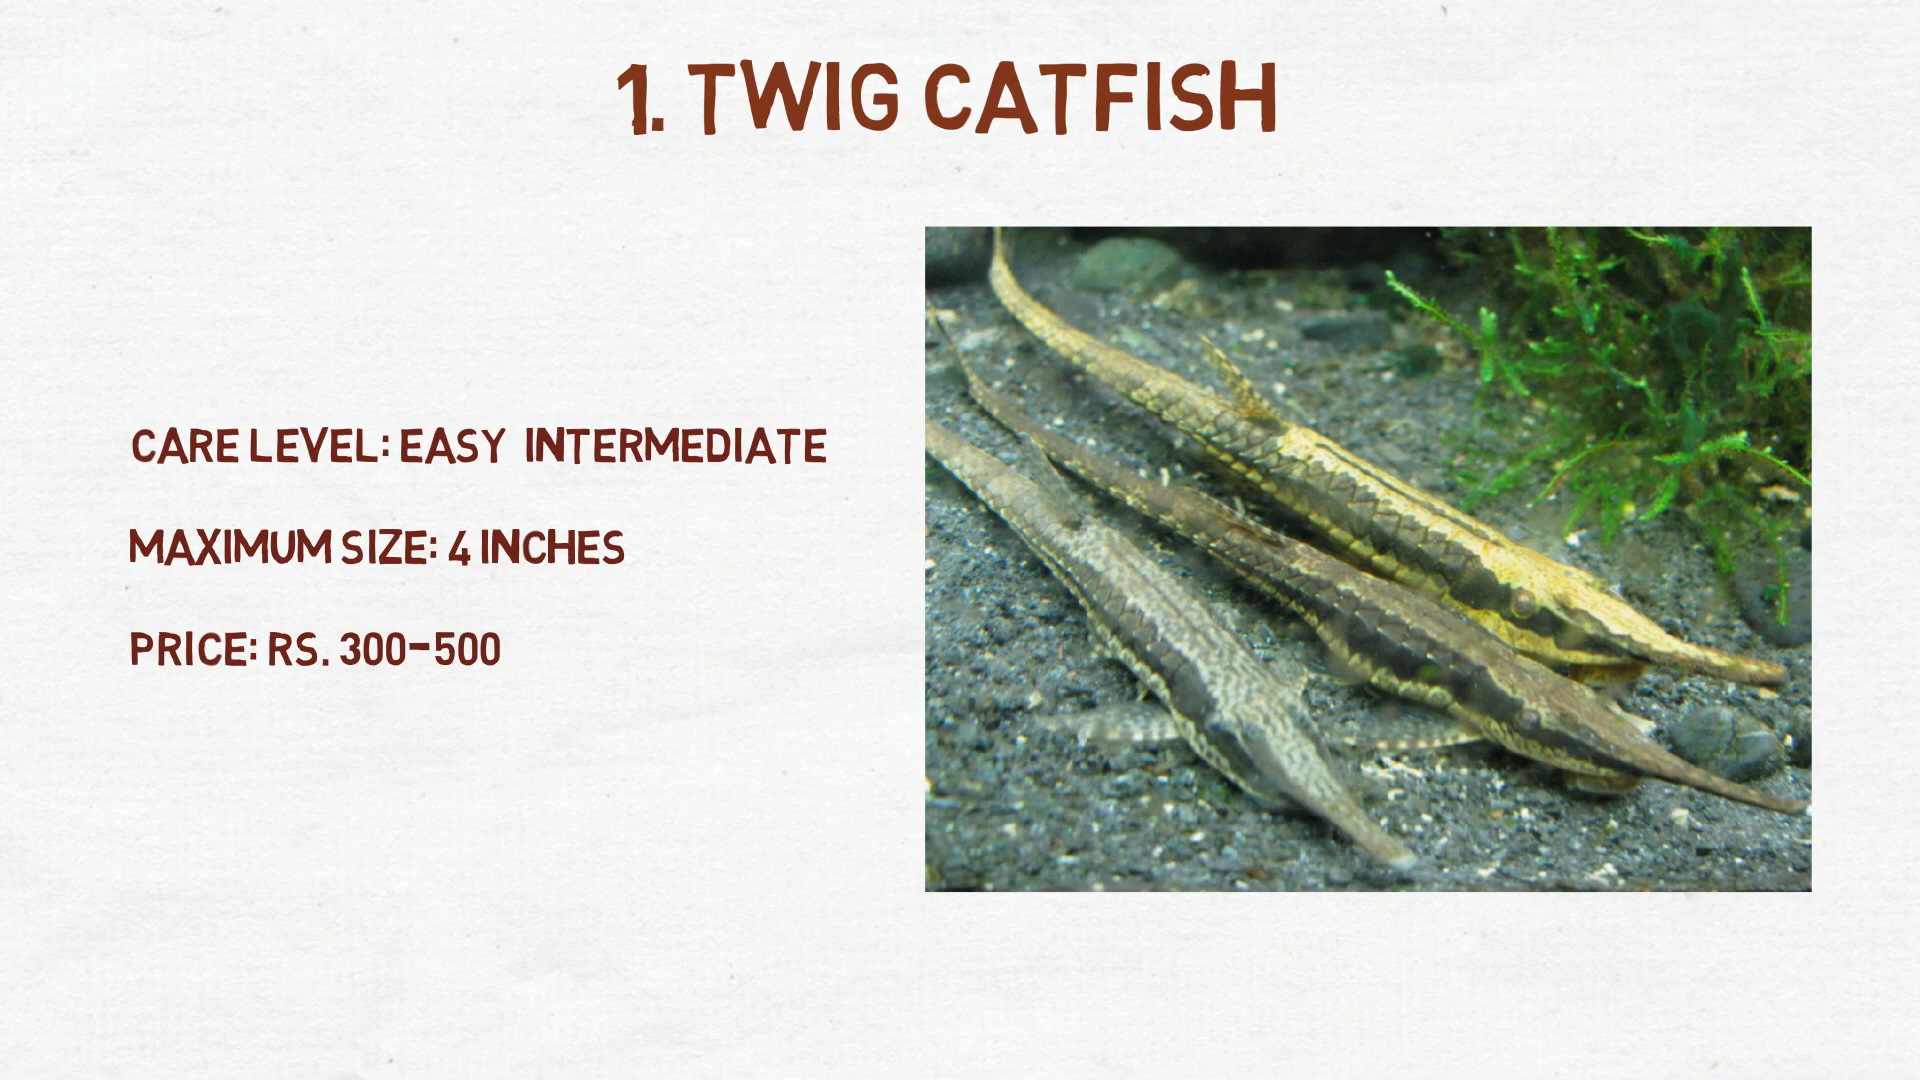 1. TWIG CATFISH
CARE LEVEL: EASY INTERMEDIATE
MAXIMUM SIZE: 4 INCHES
PRICE: RS. 300-500